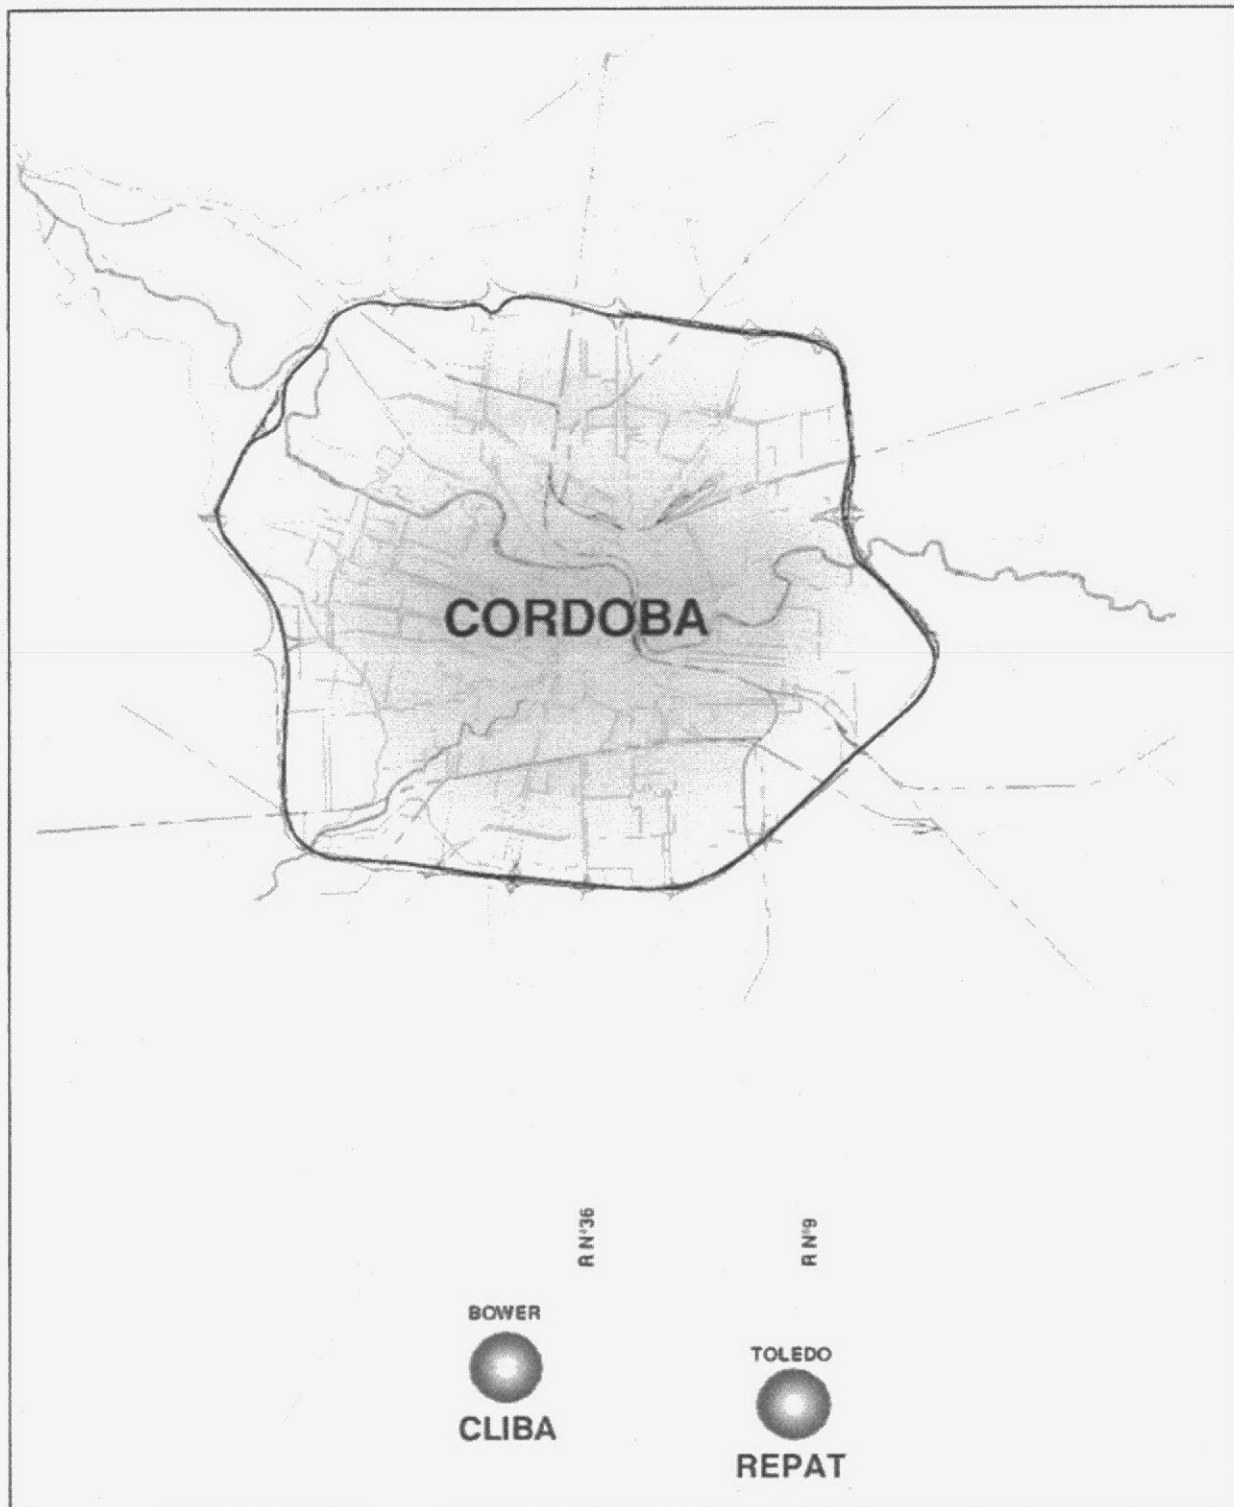 CORDOBA
R N°36
R N°9
BOWER
CLIBA
TOLEDO
REPAT